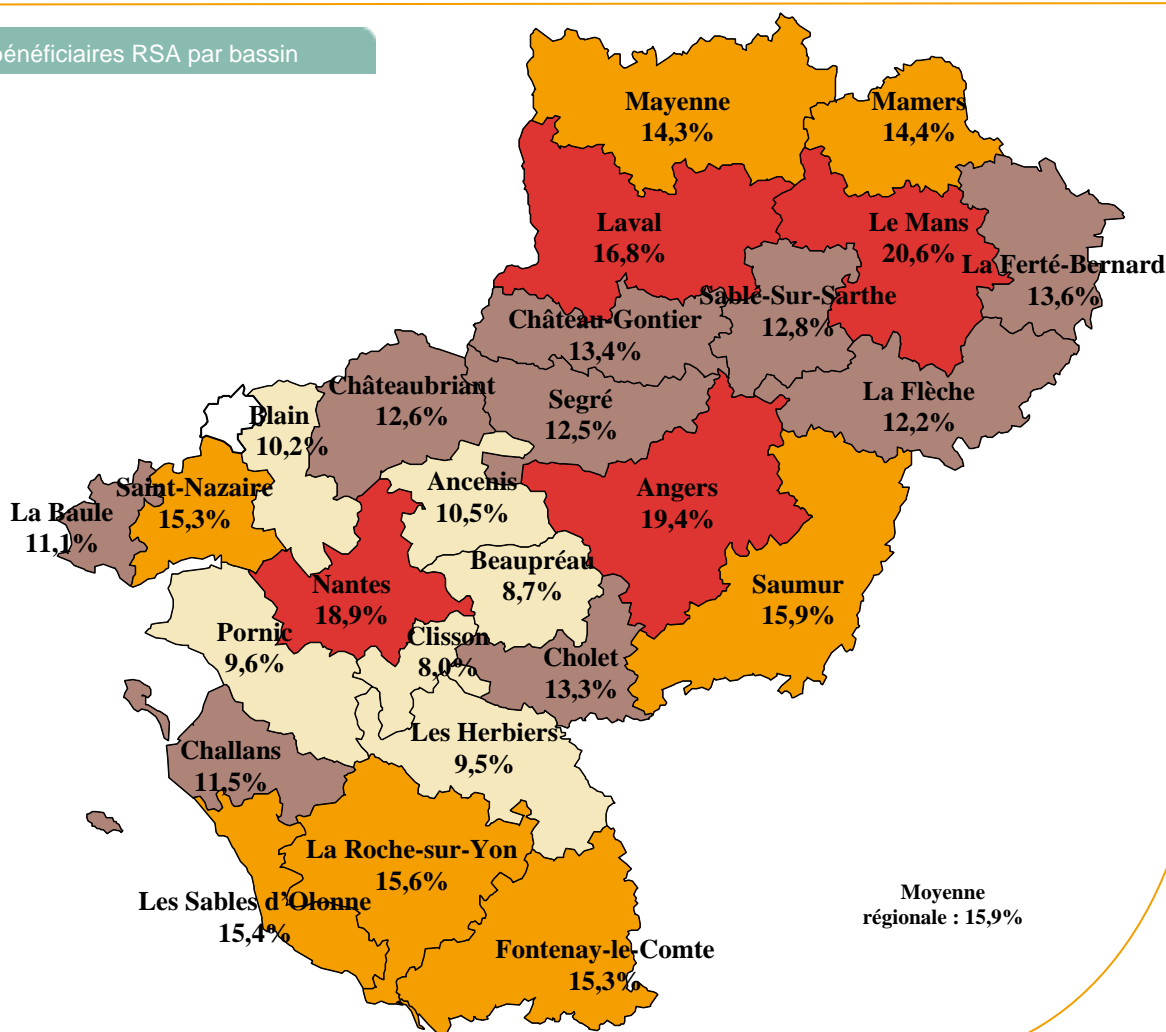 bénéficiaires RSA par bassin
Mayenne
14,3%
Mamers
14,4%
Laval
16,8%
Le Mans
20,6%
La Ferté-Bernard
13,6%
Sablé-Sur-Sarthe
12,8%
Château-Gontier
13,4%
Châteaubriant
12,6%
Segré
12,5%
La Flèche
12,2%
Blain
10,2%
Saint-Nazaire
15,3%
La Baule
11,1%
Ancenis
10,5%
Angers
19,4%
Beaupréau
8,7%
Nantes
18,9%
Saumur
15,9%
Pornic
9,6%
Clisson
8,0%
Cholet
13,3%
Les Herbiers
9,5%
Challans
11,5%
La Roche-sur-Yon
15,6%
Les Sables d'Olonne
15,4%
Fontenay-le-Comte
15,3%
Moyenne
régionale : 15,9%